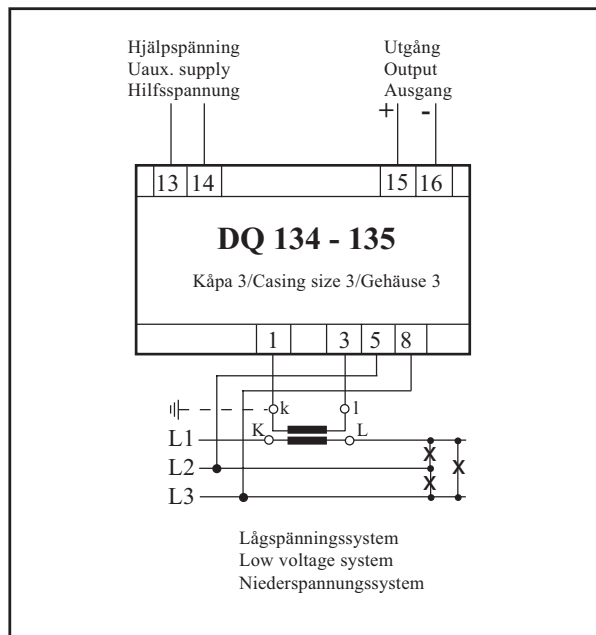 Hjälpspänning
Uaux. supply
Hilfsspannung
Utgång
Output
Ausgang
+ -
13 14 15 16
DQ 134 - 135
Kåpa 3/Casing size 3/Gehäuse 3
1 3 5 8
k l
K L
L1
X
L2
X
X
L3
Lågspänningssystem
Low voltage system
Niederspannungssystem